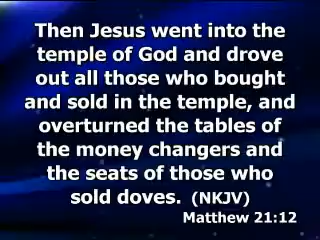 Then Jesus went into the
temple of God and drove
out all those who bought
and sold in the temple, and
overturned the tables of
the money changers and
the seats of those who
sold doves. (NKJV)
Matthew 21:12